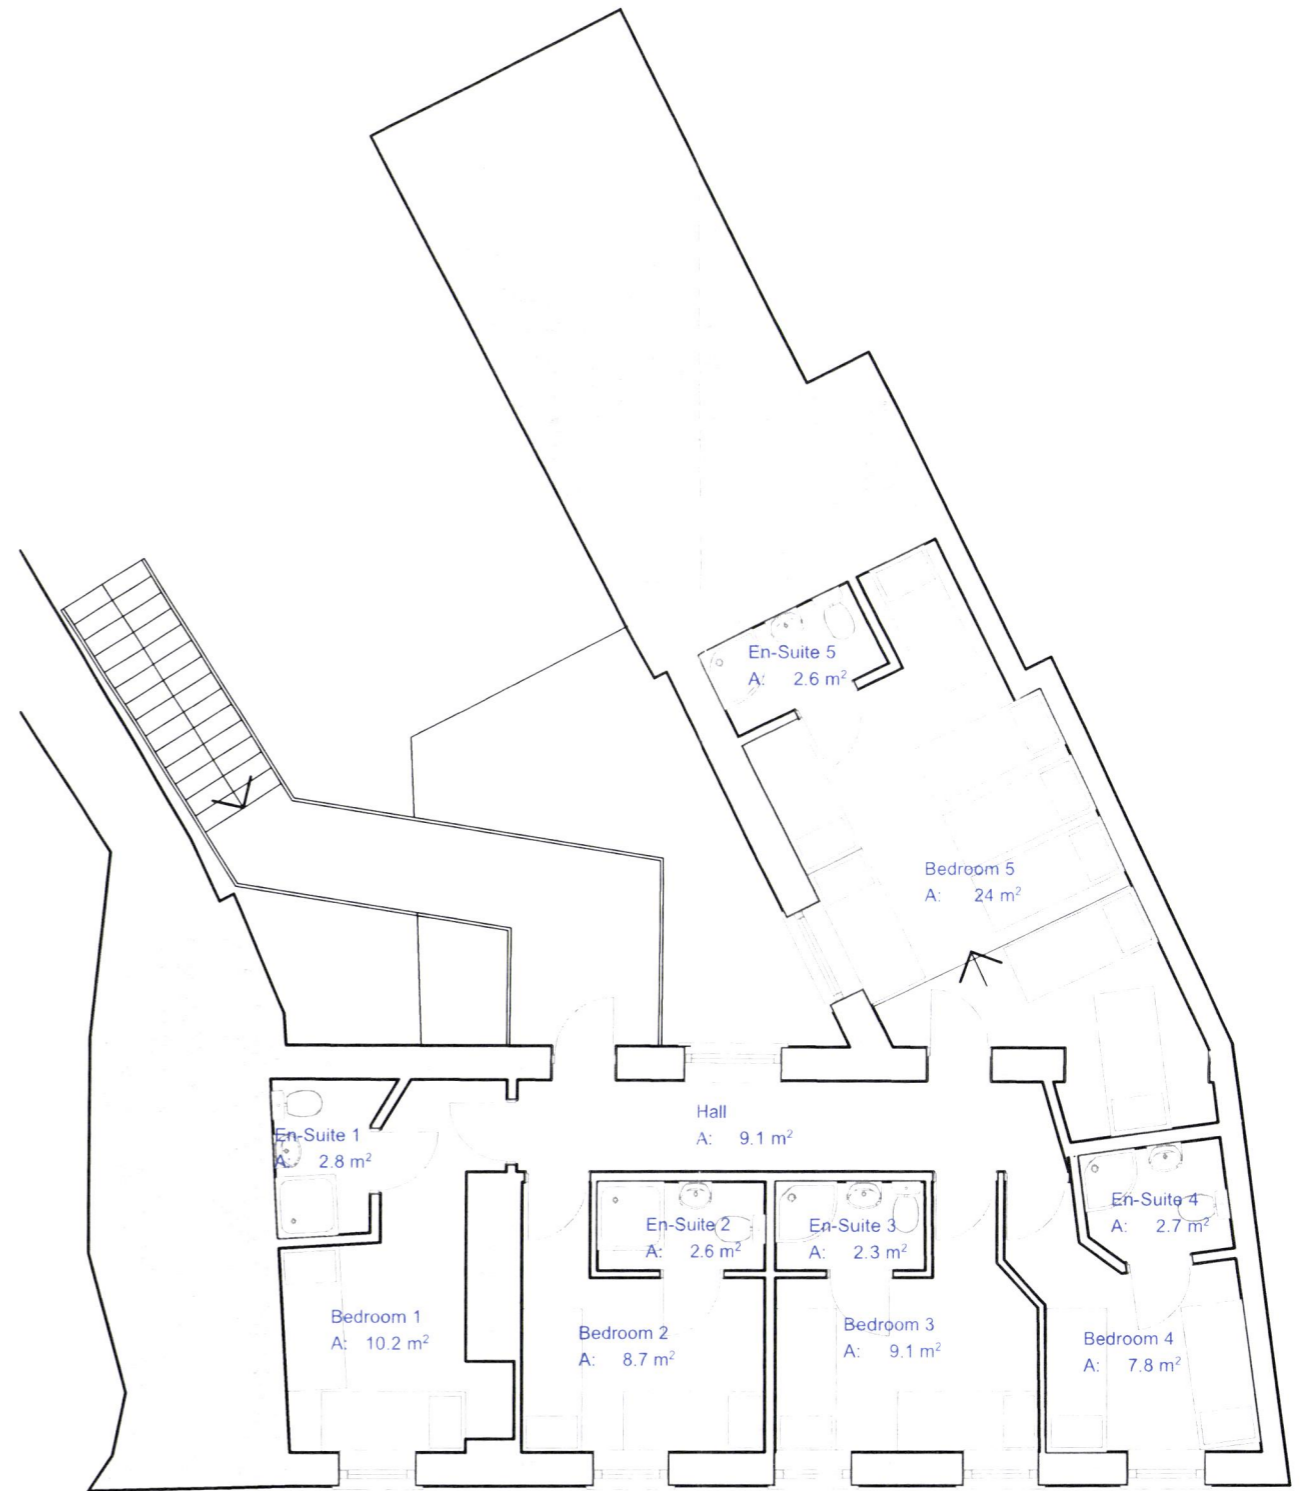 En-Suite 5
A: 2.6 m²
Bedroom 5
A: 24 m²
Hall
A: 9.1 m²
En-Suite 1
A: 2.8 m²
En-Suite 2
A: 2.6 m²
En-Suite 3
A: 2.3 m²
En-Suite 4
A: 2.7 m²
Bedroom 1
A: 10.2 m²
Bedroom 2
A: 8.7 m²
Bedroom 3
A: 9.1 m²
Bedroom 4
A: 7.8 m²